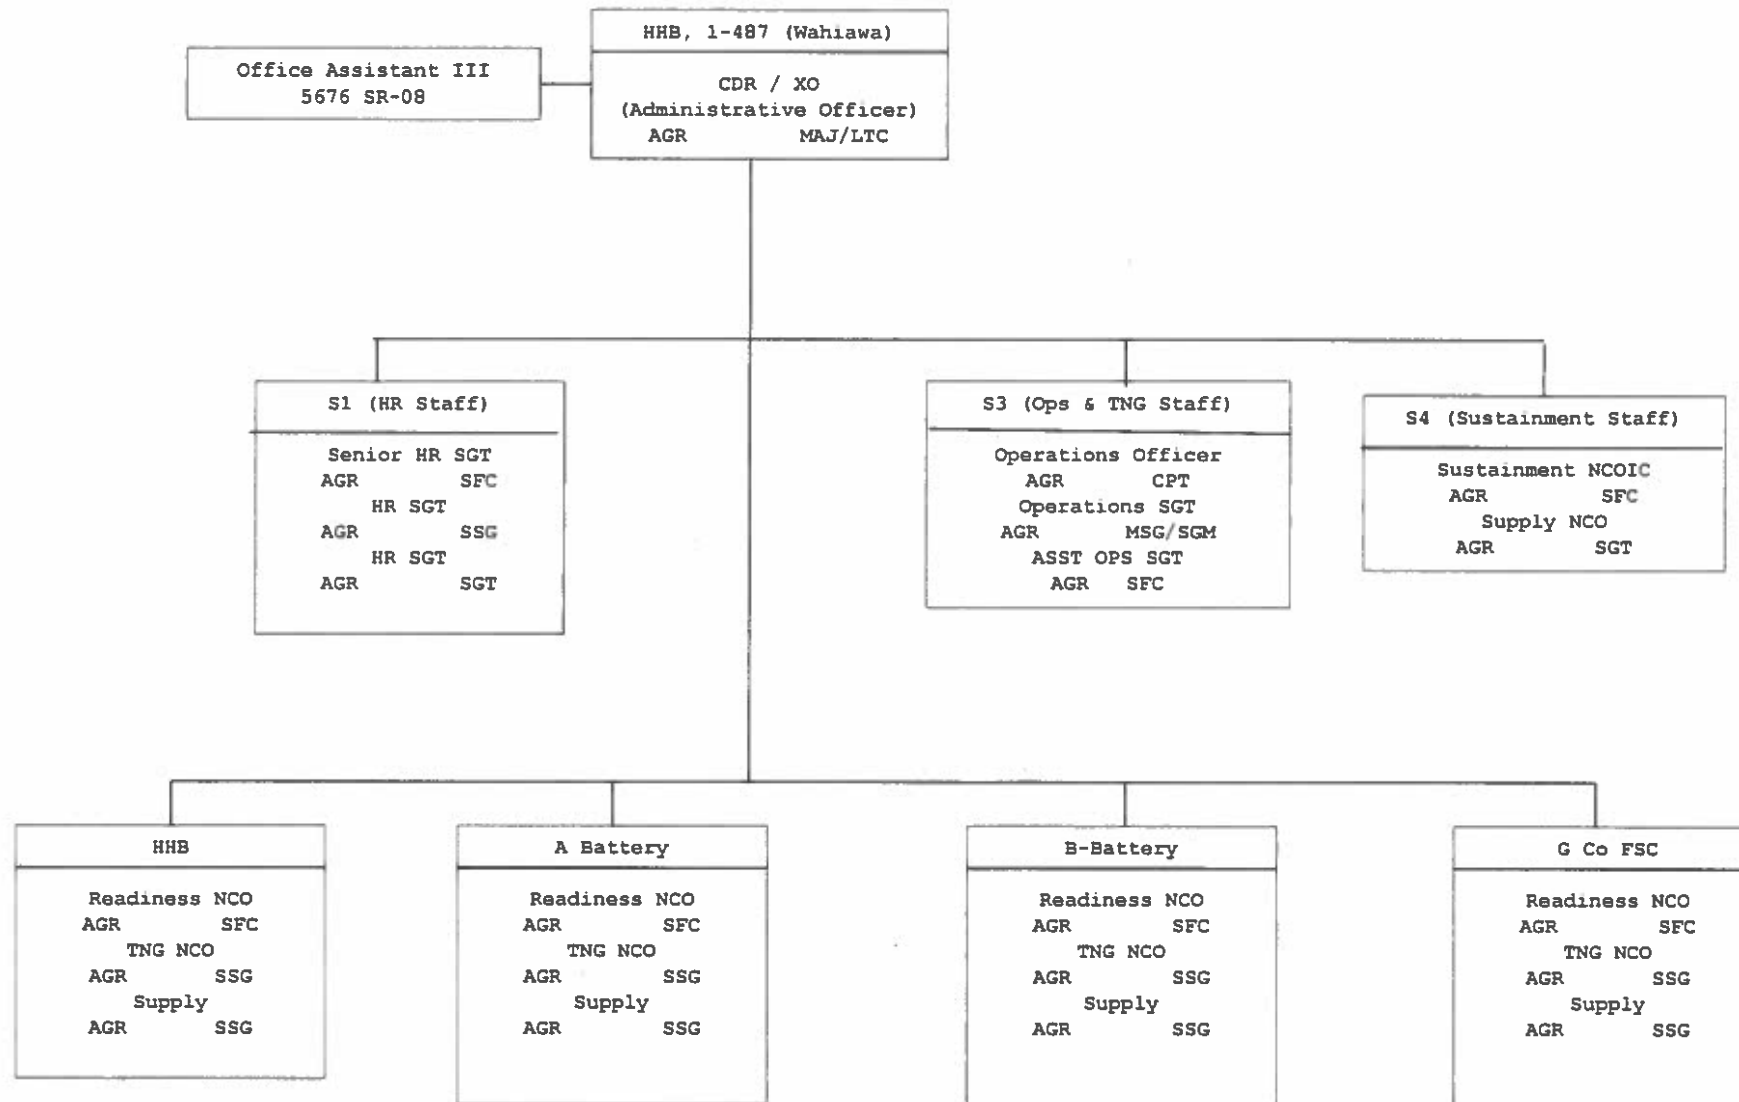 HHB, 1-487 (Wahiawa)
CDR / XO
(Administrative Officer)
AGR MAJ/LTC
Office Assistant III
5676 SR-08
S1 (HR Staff)
Senior HR SGT
AGR SFC
HR SGT
AGR SSG
HR SGT
AGR SGT
S3 (Ops & TNG Staff)
Operations Officer
AGR CPT
Operations SGT
AGR MSG/SGM
ASST OPS SGT
AGR SFC
S4 (Sustainment Staff)
Sustainment NCOIC
AGR SFC
Supply NCO
AGR SGT
HHB
Readiness NCO
AGR SFC
TNG NCO
AGR SSG
Supply
AGR SSG
A Battery
Readiness NCO
AGR SFC
TNG NCO
AGR SSG
Supply
AGR SSG
B-Battery
Readiness NCO
AGR SFC
TNG NCO
AGR SSG
Supply
AGR SSG
G Co FSC
Readiness NCO
AGR SFC
TNG NCO
AGR SSG
Supply
AGR SSG